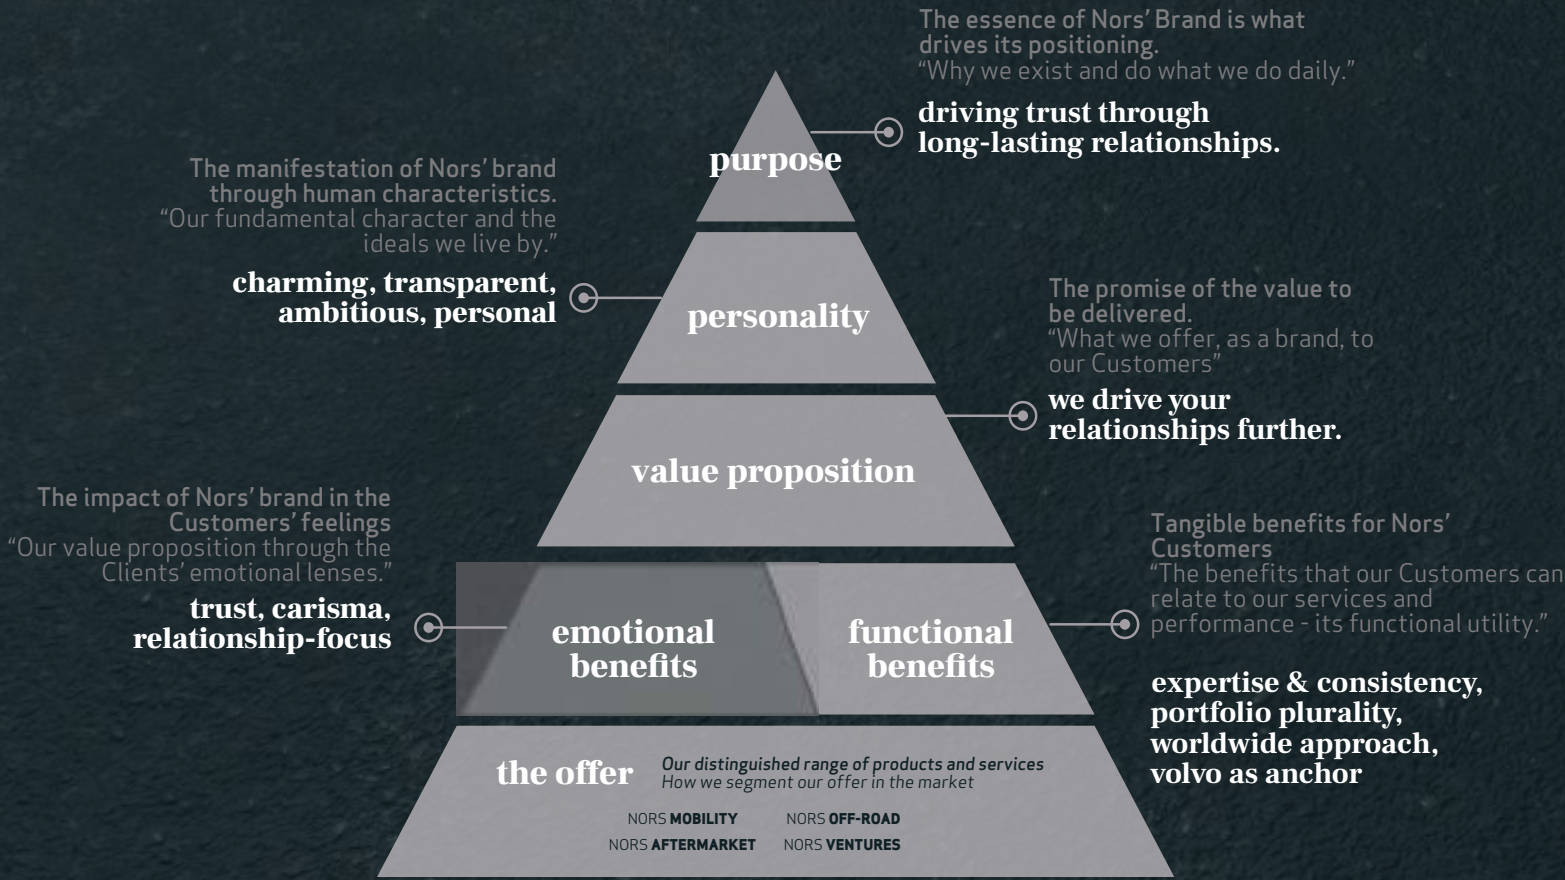 The essence of Nors’ Brand is what
drives its positioning.
“Why we exist and do what we do daily.”
driving trust through
long-lasting relationships.
purpose
The manifestation of Nors’ brand
through human characteristics.
“Our fundamental character and the
ideals we live by.”
charming, transparent,
ambitious, personal
personality
The promise of the value to
be delivered.
“What we offer, as a brand, to
our Customers”
we drive your
relationships further.
value proposition
The impact of Nors’ brand in the
Customers’ feelings
“Our value proposition through the
Clients’ emotional lenses.”
trust, carisma,
relationship-focus
emotional
benefits
functional
benefits
Tangible benefits for Nors’
Customers
“The benefits that our Customers can
relate to our services and
performance - its functional utility.”
expertise & consistency,
portfolio plurality,
worldwide approach,
volvo as anchor
the offer
Our distinguished range of products and services
How we segment our offer in the market
NORS MOBILITY
NORS OFF-ROAD
NORS AFTERMARKET
NORS VENTURES